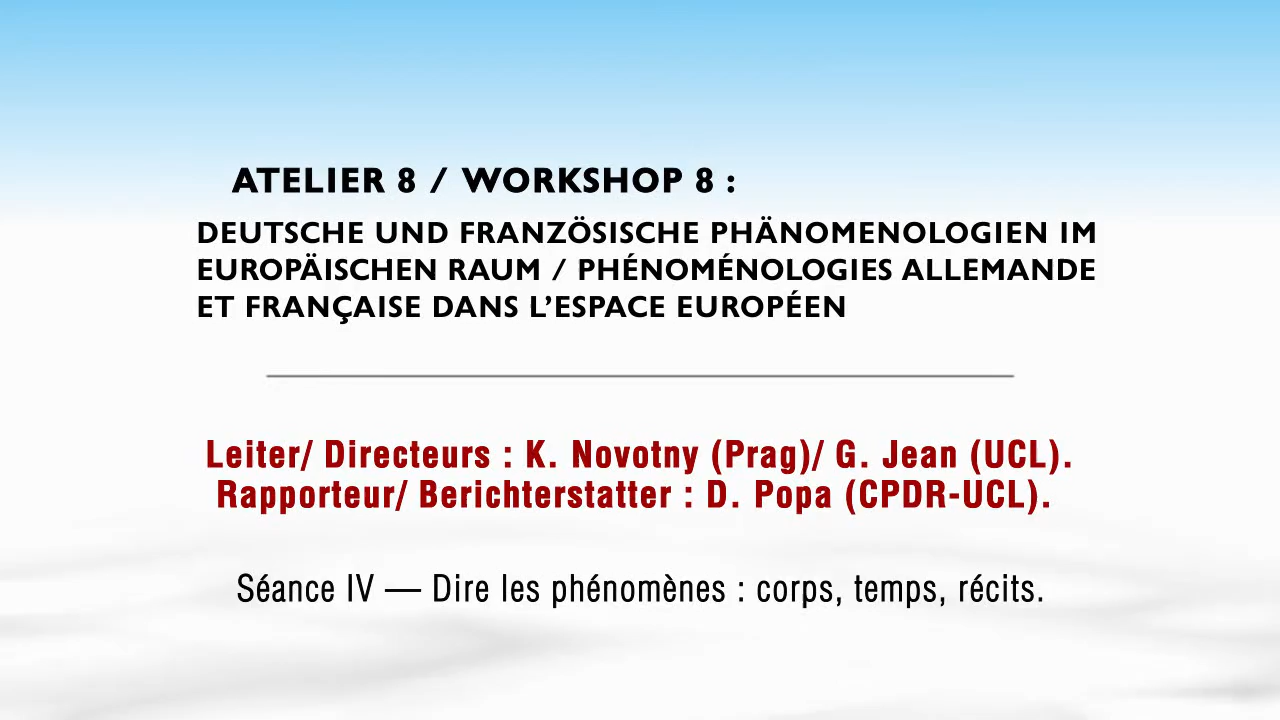 ATELIER 8 / WORKSHOP 8 :
DEUTSCHE UND FRANZÖSISCHE PHÄNOMENOLOGIEN IM
EUROPÄISCHEN RAUM / PHÉNOMÉNOLOGIES ALLEMANDE
ET FRANÇAISE DANS L’ESPACE EUROPÉEN
Leiter/ Directeurs : K. Novotny (Prag)/ G. Jean (UCL).
Rapporteur/ Berichterstatter : D. Popa (CPDR-UCL).
Séance IV — Dire les phénomènes : corps, temps, récits.